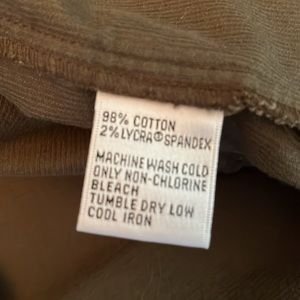 98% COTTON
2% LYCRA® SPANDEX
MACHINE WASH COLD
ONLY NON-CHLORINE
BLEACH
TUMBLE DRY LOW
COOL IRON